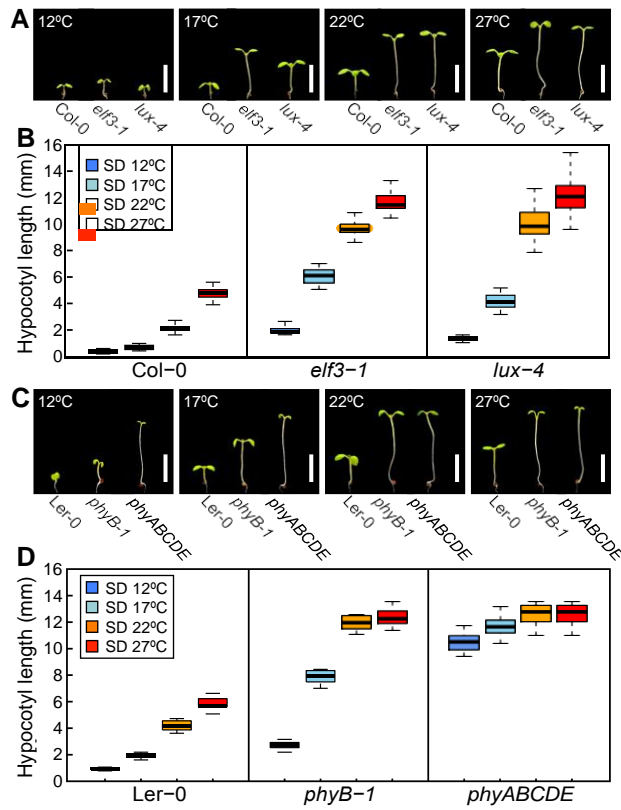 A
12ºC
17ºC
22ºC
27ºC
Col-0
elf3-1
lux-4
Col-0
elf3-1
lux-4
Col-0
elf3-1
lux-4
Col-0
elf3-1
lux-4
B
Hypocotyl length (mm)
16
14
12
10
8
6
4
2
0
SD 12ºC
SD 17ºC
SD 22ºC
SD 27ºC
Col-0
elf3−1
lux−4
C
12ºC
17ºC
22ºC
27ºC
Ler-0
phyB-1
phyABCDE
Ler-0
phyB-1
phyABCDE
Ler-0
phyB-1
phyABCDE
Ler-0
phyB-1
phyABCDE
D
Hypocotyl length (mm)
16
14
12
10
8
6
4
2
0
SD 12ºC
SD 17ºC
SD 22ºC
SD 27ºC
Ler−0
phyB−1
phyABCDE